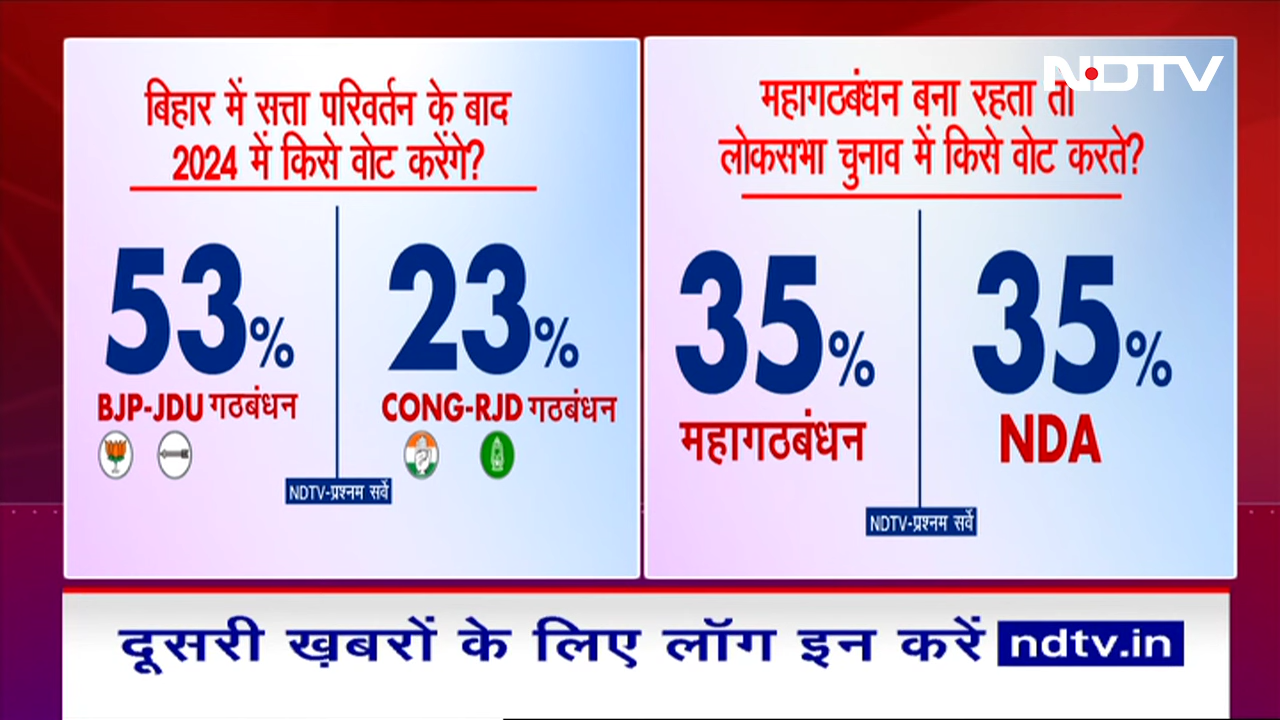 NDTV
बिहार में सत्ता परिवर्तन के बाद
2024 में किसे वोट करेंगे?
53%
BJP-JDU गठबंधन
23%
CONG-RJD गठबंधन
NDTV-प्रश्नम सर्वे
महागठबंधन बना रहता तो
लोकसभा चुनाव में किसे वोट करते?
35%
महागठबंधन
35%
NDA
NDTV-प्रश्नम सर्वे
दूसरी ख़बरों के लिए लॉग इन करें ndtv.in